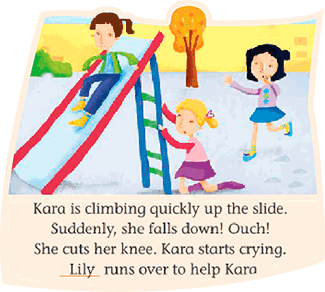 Kara is climbing quickly up the slide.
Suddenly, she falls down! Ouch!
She cuts her knee. Kara starts crying.
Lily runs over to help Kara